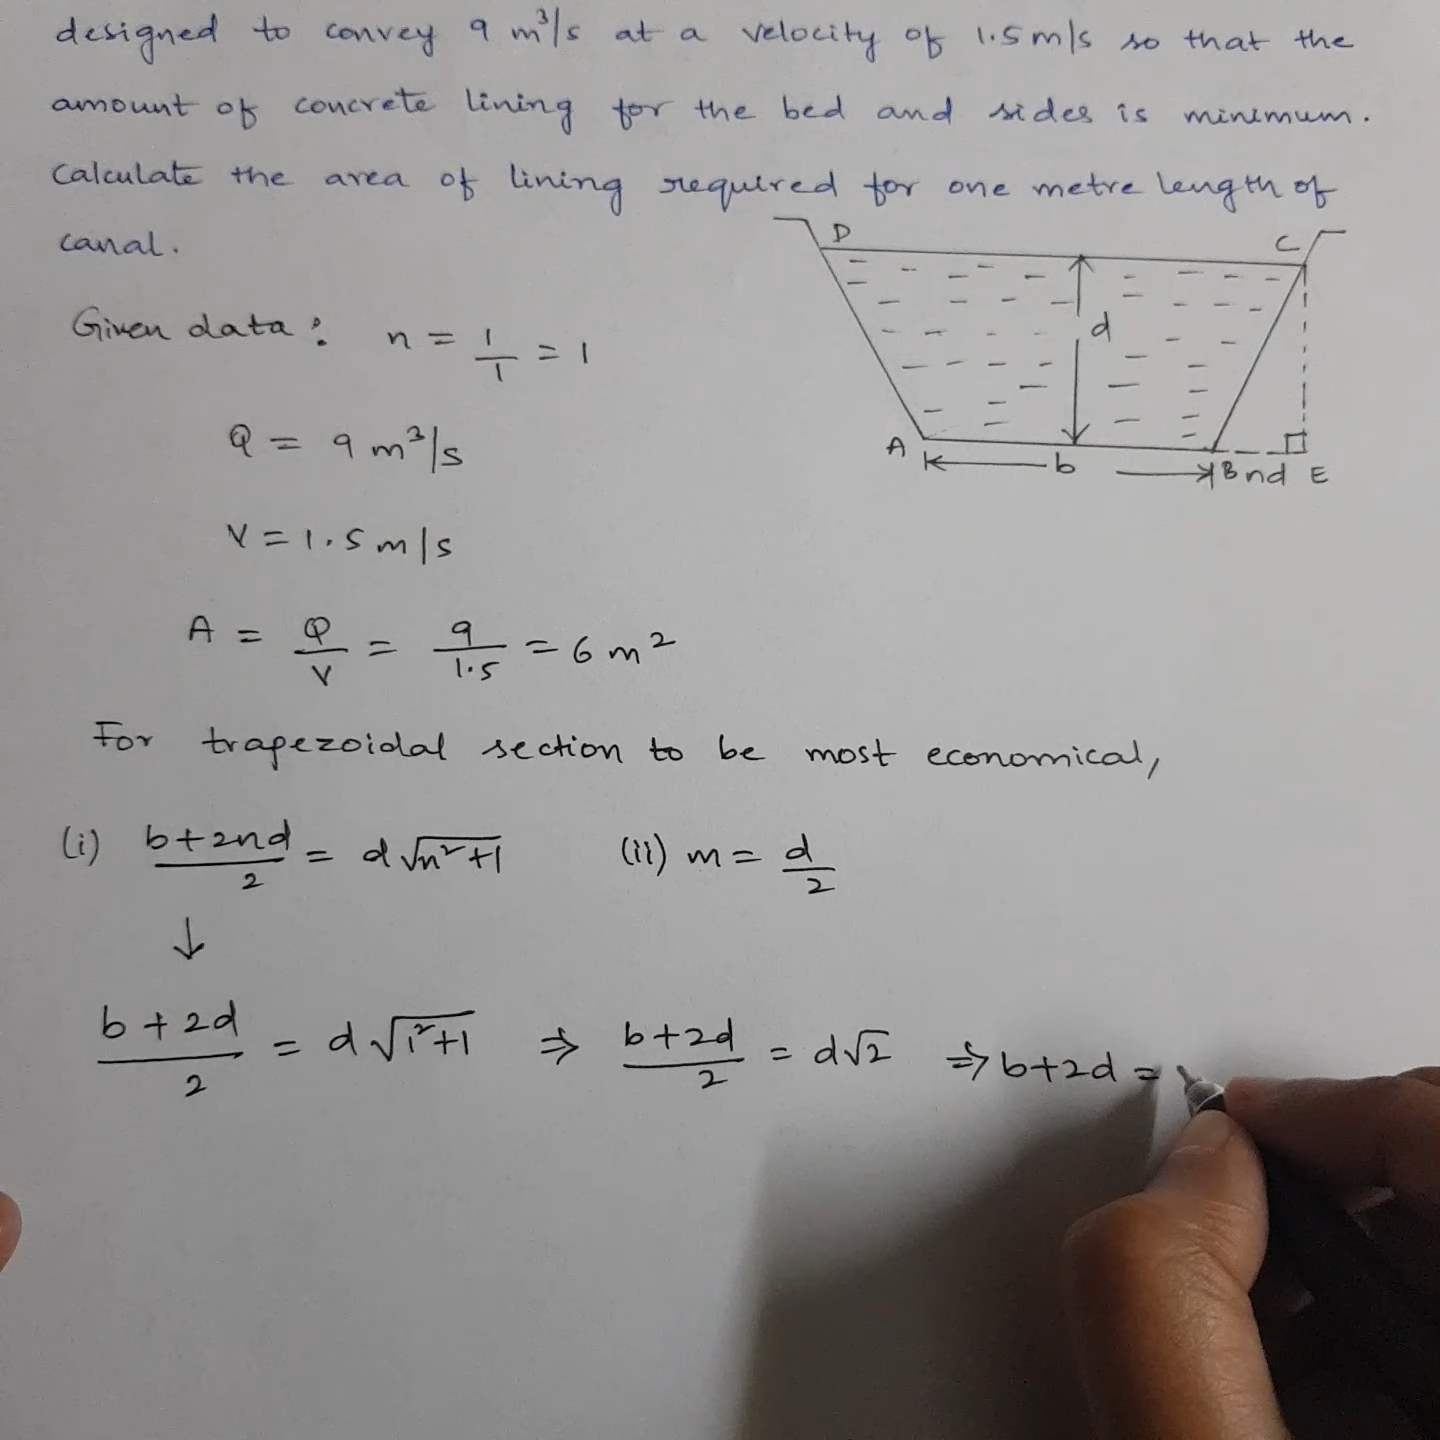 designed to convey 9 m³/s at a velocity of 1.5 m/s so that the
amount of concrete lining for the bed and sides is minimum.
Calculate the area of lining required for one metre length of
canal.
D C
d
A b B nd E
Given data: n = 1/1 = 1
Q = 9 m³/s
V = 1.5 m/s
A = Q/V = 9/1.5 = 6 m²
For trapezoidal section to be most economical,
(i) b+2nd/2 = d√n²+1 (ii) m = d/2
↓
b+2d/2 = d√1²+1 ⇒ b+2d/2 = d√2 ⇒ b+2d =